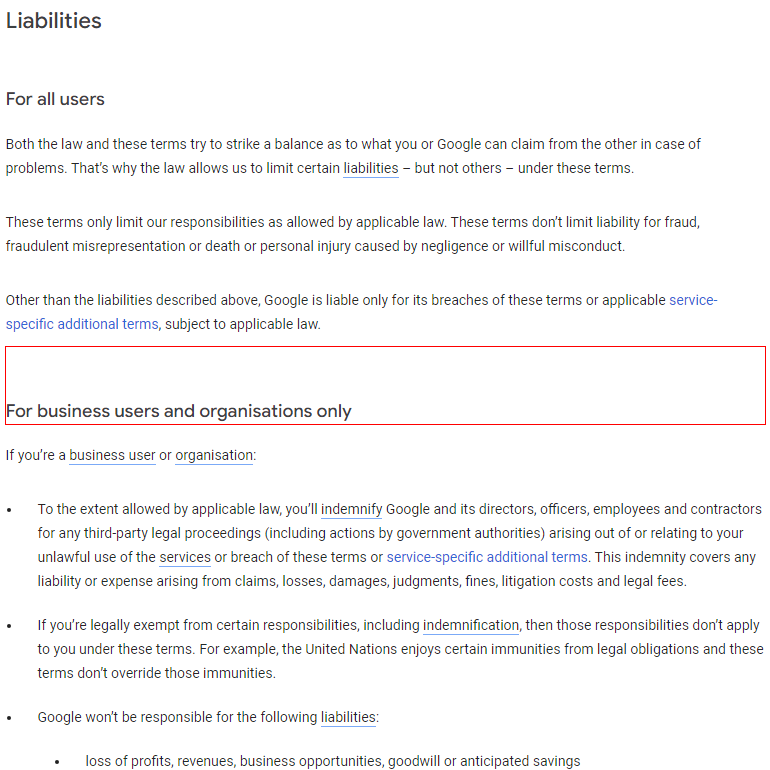 Liabilities
For all users
Both the law and these terms try to strike a balance as to what you or Google can claim from the other in case of
problems. That's why the law allows us to limit certain liabilities – but not others – under these terms.
These terms only limit our responsibilities as allowed by applicable law. These terms don't limit liability for fraud,
fraudulent misrepresentation or death or personal injury caused by negligence or willful misconduct.
Other than the liabilities described above, Google is liable only for its breaches of these terms or applicable service-
specific additional terms, subject to applicable law.
For business users and organisations only
If you're a business user or organisation:
• To the extent allowed by applicable law, you'll indemnify Google and its directors, officers, employees and contractors
for any third-party legal proceedings (including actions by government authorities) arising out of or relating to your
unlawful use of the services or breach of these terms or service-specific additional terms. This indemnity covers any
liability or expense arising from claims, losses, damages, judgments, fines, litigation costs and legal fees.
• If you're legally exempt from certain responsibilities, including indemnification, then those responsibilities don't apply
to you under these terms. For example, the United Nations enjoys certain immunities from legal obligations and these
terms don't override those immunities.
• Google won't be responsible for the following liabilities:
• loss of profits, revenues, business opportunities, goodwill or anticipated savings